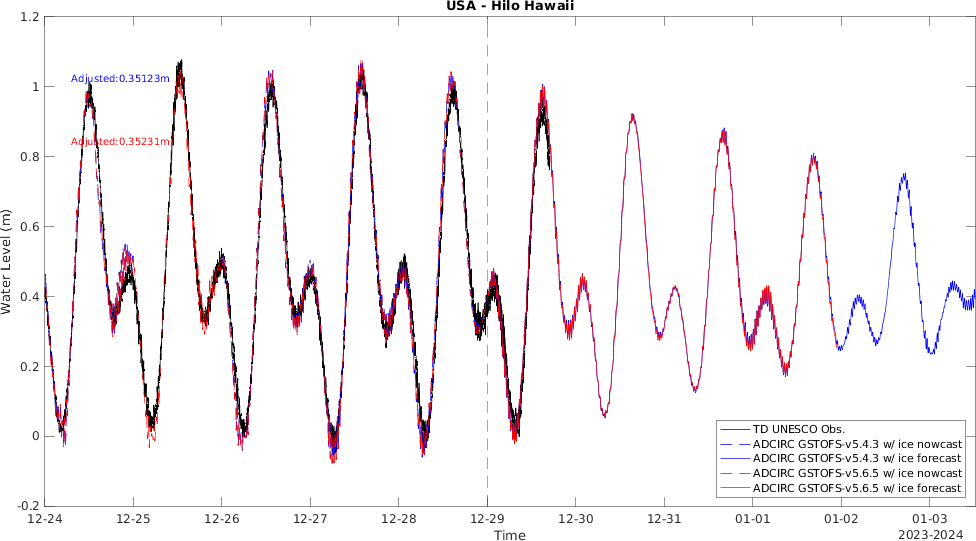 USA - Hilo Hawaii
1.2
1
0.8
0.6
0.4
0.2
0
-0.2
Water Level (m)
Adjusted:0.35123m
Adjusted:0.35231m
TD UNESCO Obs.
ADCIRC GSTOFS-v5.4.3 w/ ice nowcast
ADCIRC GSTOFS-v5.4.3 w/ ice forecast
ADCIRC GSTOFS-v5.6.5 w/ ice nowcast
ADCIRC GSTOFS-v5.6.5 w/ ice forecast
12-24 12-25 12-26 12-27 12-28 12-29 12-30 12-31 01-01 01-02 01-03
Time
2023-2024